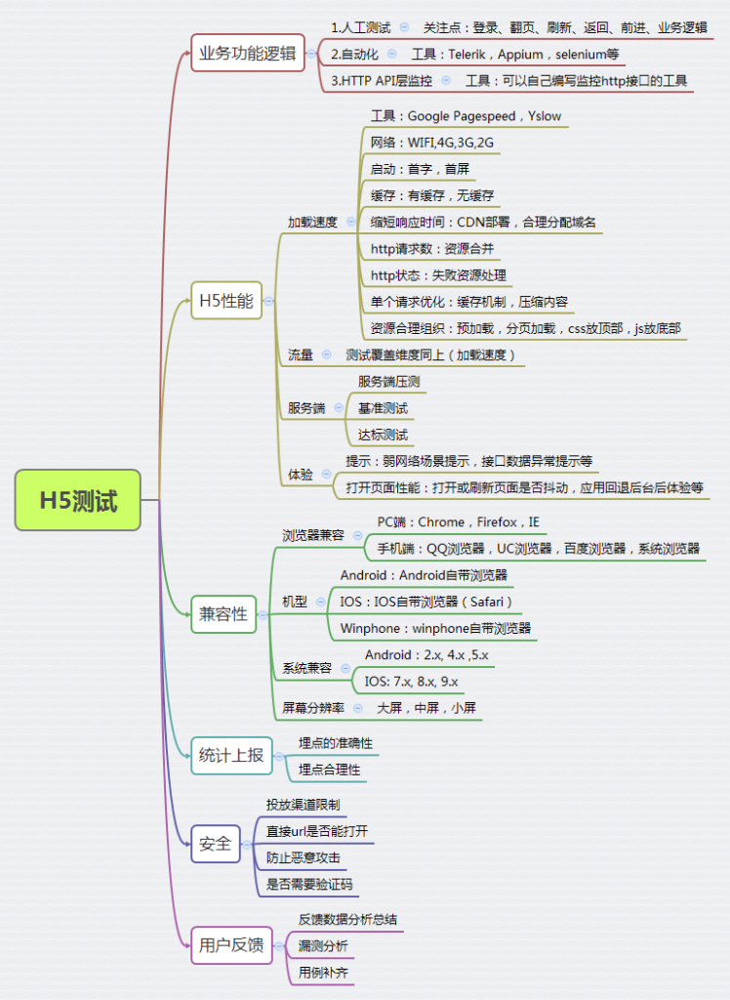 H5测试
业务功能逻辑
1.人工测试
关注点：登录、翻页、刷新、返回、前进、业务逻辑
2.自动化
工具：Telerik，Appium，selenium等
3.HTTP API层监控
工具：可以自己编写监控http接口的工具
H5性能
加载速度
工具：Google Pagespeed，Yslow
网络：WIFI,4G,3G,2G
启动：首字，首屏
缓存：有缓存，无缓存
缩短响应时间：CDN部署，合理分配域名
http请求数：资源合并
http状态：失败资源处理
单个请求优化：缓存机制，压缩内容
资源合理组织：预加载，分页加载，css放顶部，js放底部
流量
测试覆盖维度同上（加载速度）
服务端
服务端压测
基准测试
达标测试
体验
提示：弱网络场景提示，接口数据异常提示等
打开页面性能：打开或刷新页面是否抖动，应用回退后台后体验等
兼容性
浏览器兼容
PC端：Chrome，Firefox，IE
手机端：QQ浏览器，UC浏览器，百度浏览器，系统浏览器
机型
Android：Android自带浏览器
IOS：IOS自带浏览器（Safari）
Winphone：winphone自带浏览器
系统兼容
Android：2.x, 4.x ,5.x
IOS: 7.x, 8.x, 9.x
屏幕分辨率
大屏，中屏，小屏
统计上报
埋点的准确性
埋点合理性
安全
投放渠道限制
直接url是否能打开
防止恶意攻击
是否需要验证码
用户反馈
反馈数据分析总结
漏测分析
用例补齐